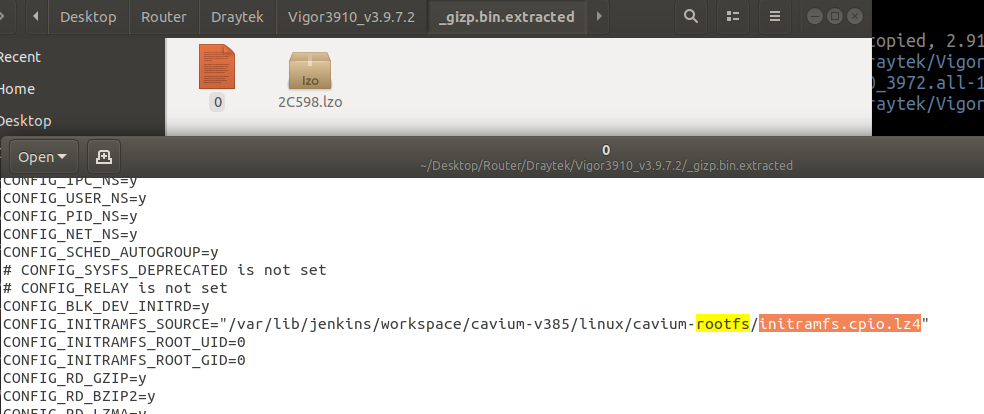 Desktop Router Draytek Vigor3910_v3.9.7.2 _gizp.bin.extracted
Recent
Home
Desktop
lzo
0 2C598.lzo
copied, 2.91
raytek/Vigor
0_3972.all-1
raytek/Vigor
Open
0
~/Desktop/Router/Draytek/Vigor3910_v3.9.7.2/_gizp.bin.extracted
CONFIG_IPC_NS=y
CONFIG_USER_NS=y
CONFIG_PID_NS=y
CONFIG_NET_NS=y
CONFIG_SCHED_AUTOGROUP=y
# CONFIG_SYSFS_DEPRECATED is not set
# CONFIG_RELAY is not set
CONFIG_BLK_DEV_INITRD=y
CONFIG_INITRAMFS_SOURCE="/var/lib/jenkins/workspace/cavium-v385/linux/cavium-rootfs/initramfs.cpio.lz4"
CONFIG_INITRAMFS_ROOT_UID=0
CONFIG_INITRAMFS_ROOT_GID=0
CONFIG_RD_GZIP=y
CONFIG_RD_BZIP2=y
CONFIG_RD_LZMA=y